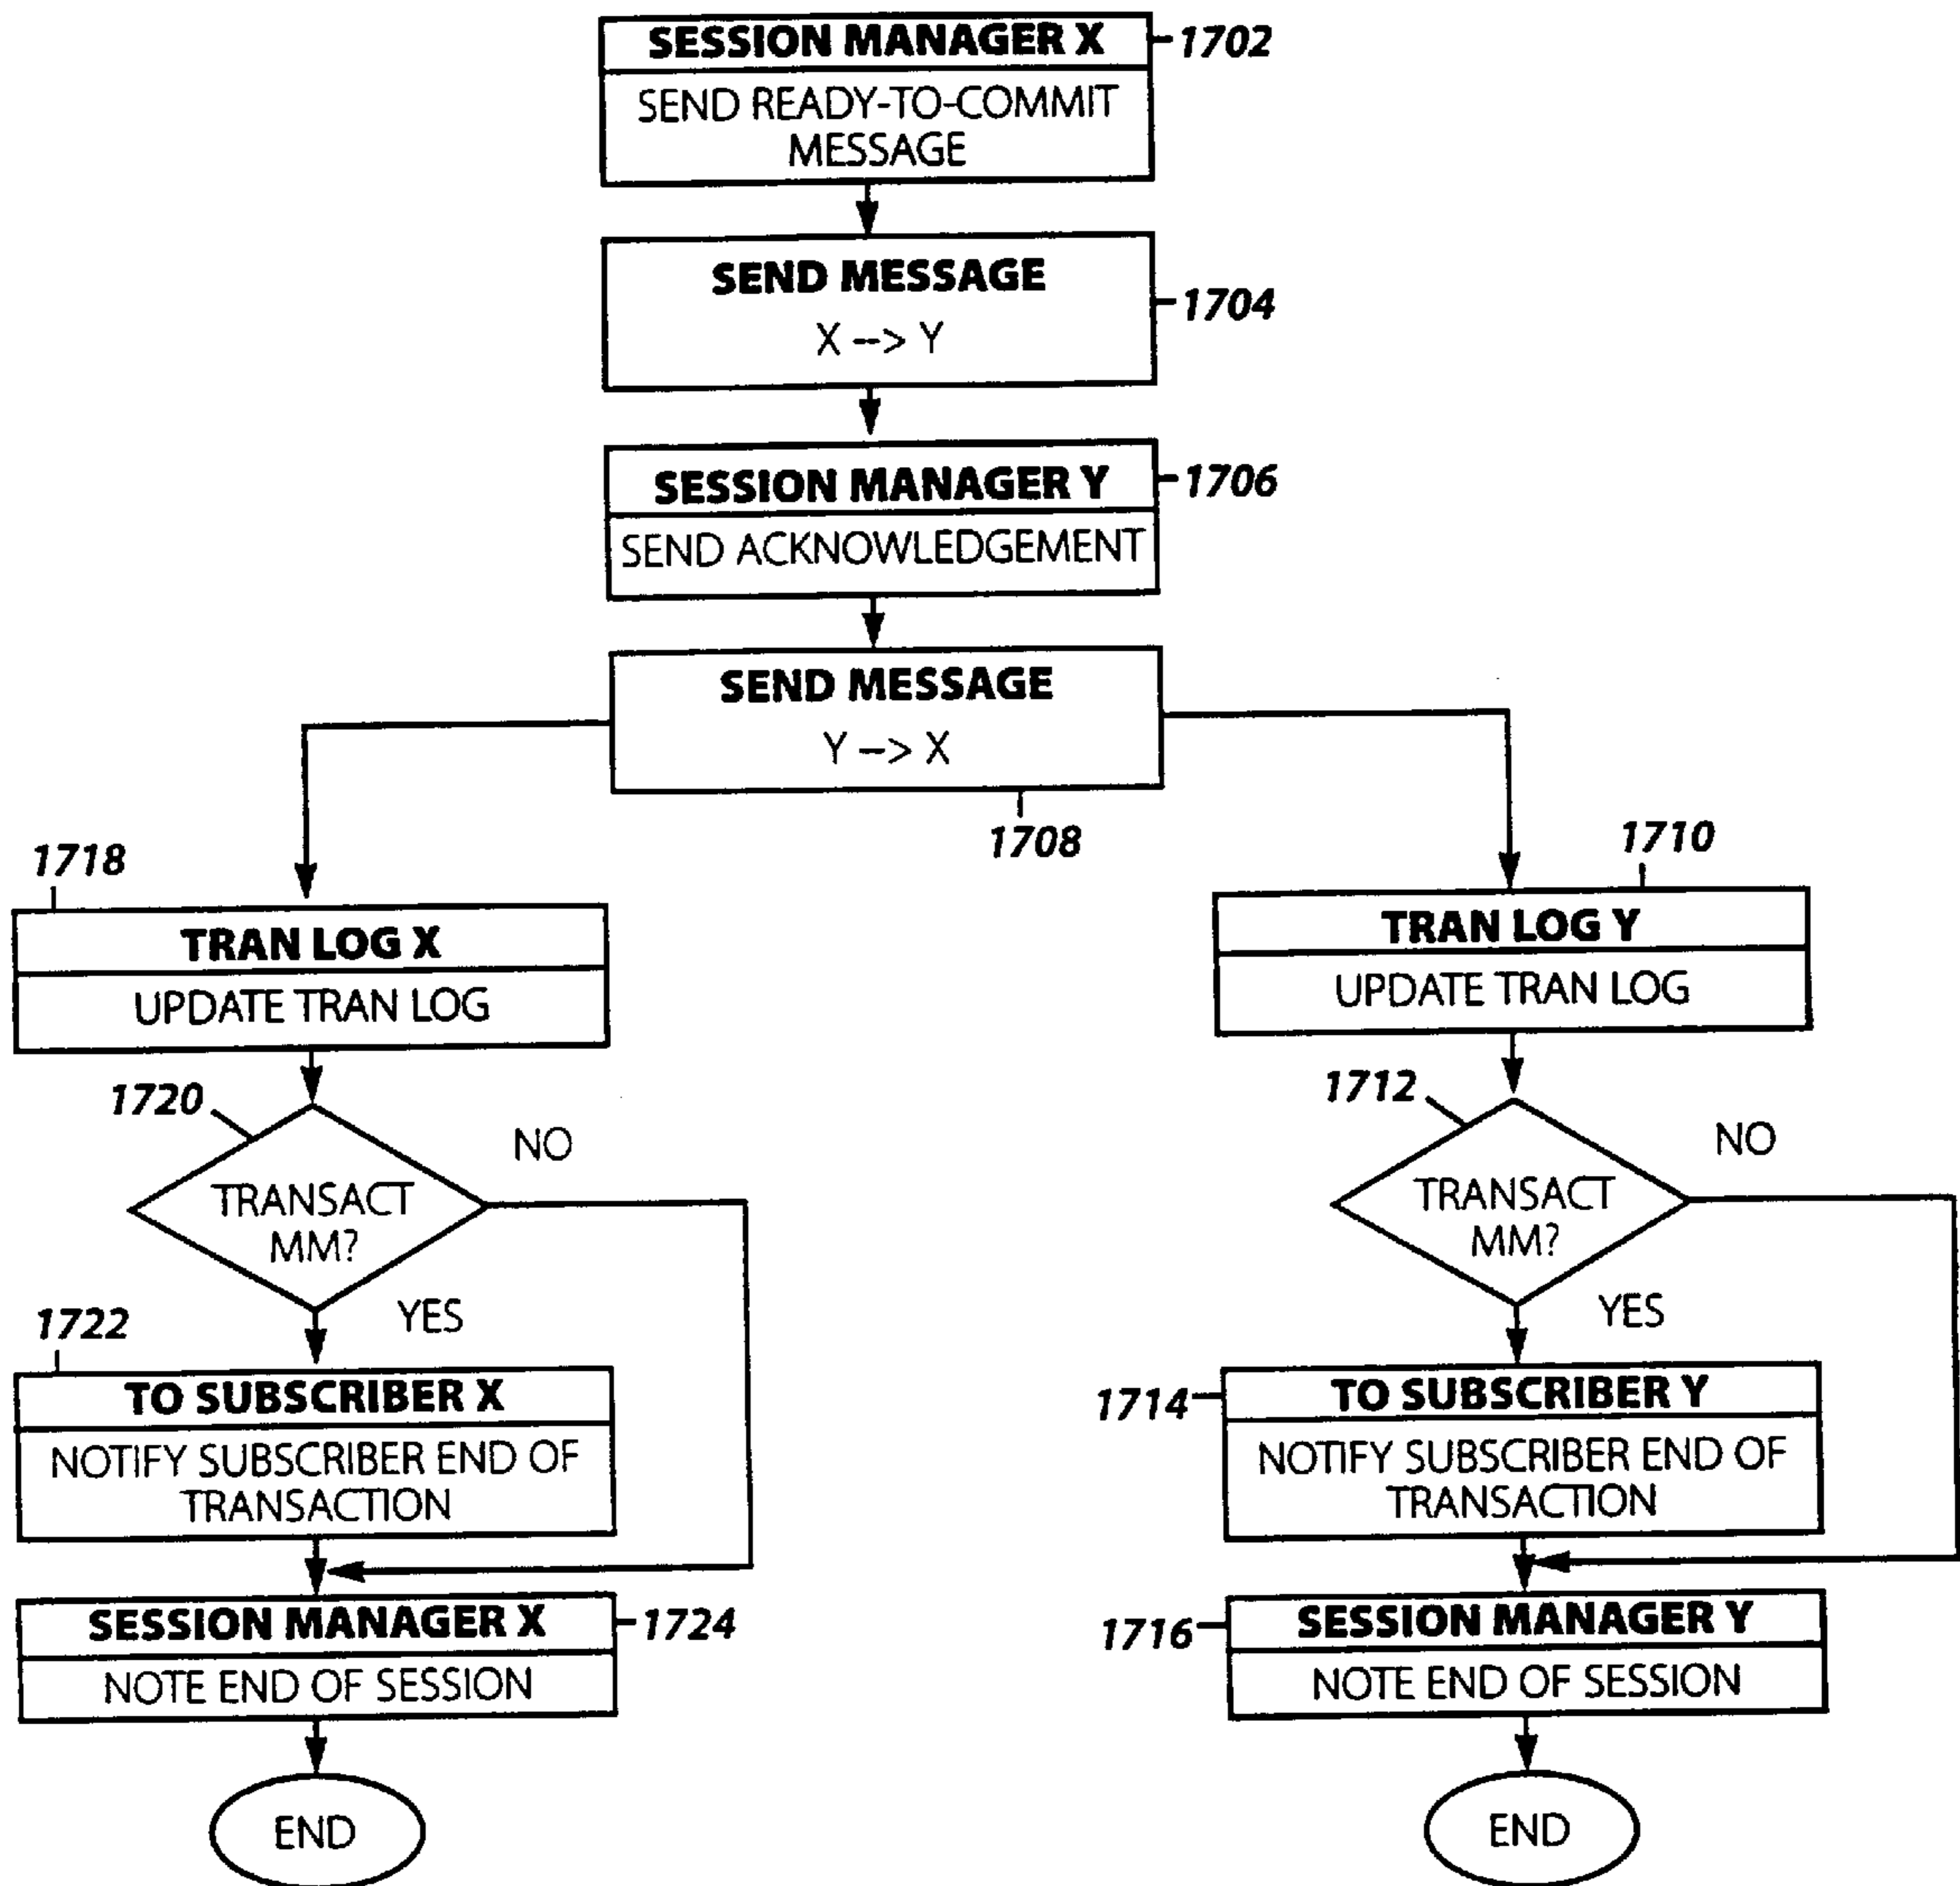 SESSION MANAGER X
1702
SEND READY-TO-COMMIT
MESSAGE
SEND MESSAGE
1704
X --> Y
SESSION MANAGER Y
1706
SEND ACKNOWLEDGEMENT
SEND MESSAGE
Y --> X
1708
1718
TRAN LOG X
UPDATE TRAN LOG
1720
NO
TRANSACT
MM?
YES
1722
TO SUBSCRIBER X
NOTIFY SUBSCRIBER END OF
TRANSACTION
SESSION MANAGER X
1724
NOTE END OF SESSION
END
1710
TRAN LOG Y
UPDATE TRAN LOG
1712
NO
TRANSACT
MM?
YES
1714
TO SUBSCRIBER Y
NOTIFY SUBSCRIBER END OF
TRANSACTION
1716
SESSION MANAGER Y
NOTE END OF SESSION
END